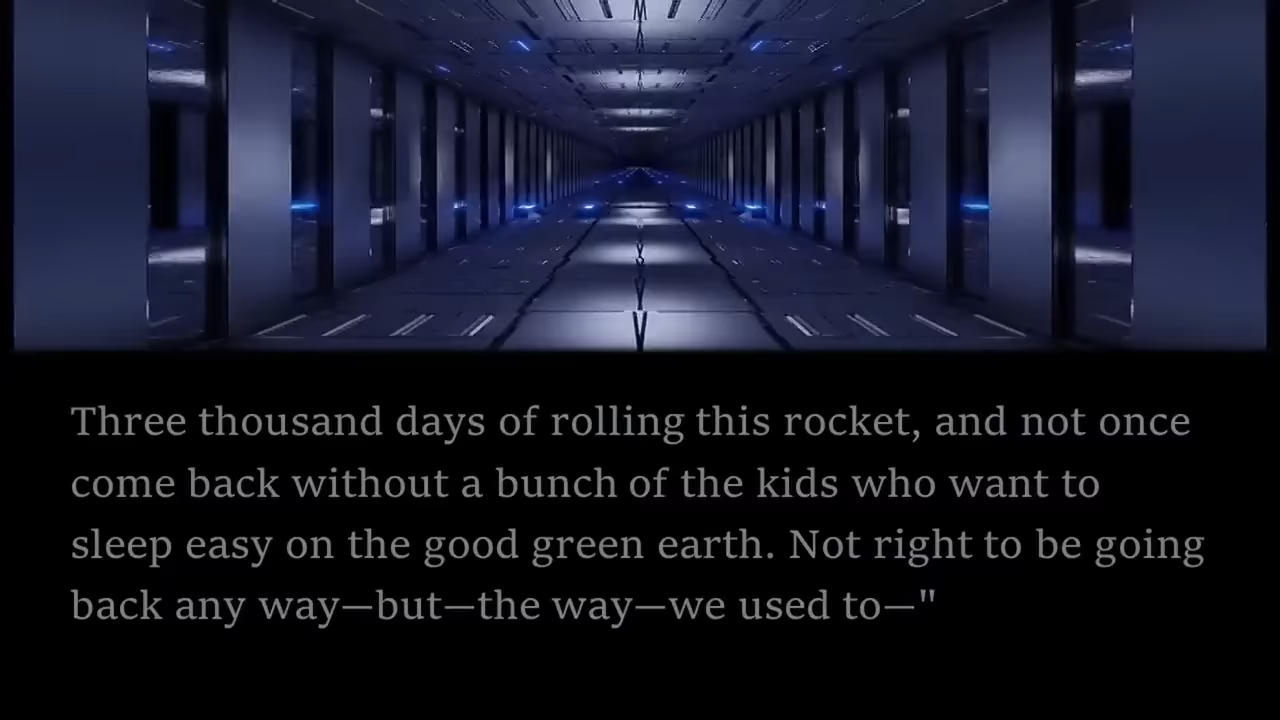 Three thousand days of rolling this rocket, and not once
come back without a bunch of the kids who want to
sleep easy on the good green earth. Not right to be going
back any way—but—the way—we used to—"